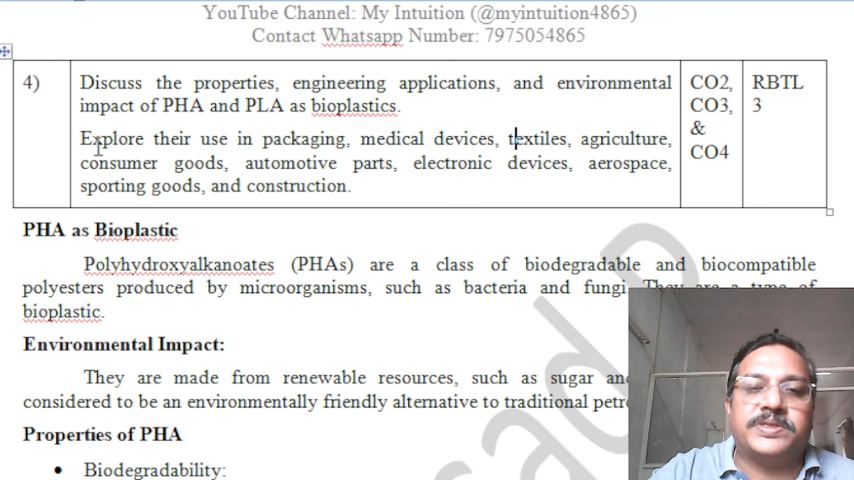 YouTube Channel: My Intuition (@myintuition4865)
Contact Whatsapp Number: 7975054865
4) Discuss the properties, engineering applications, and environmental CO2, RBTL
impact of PHA and PLA as bioplastics. CO3, 3
Explore their use in packaging, medical devices, textiles, agriculture, &
consumer goods, automotive parts, electronic devices, aerospace, CO4
sporting goods, and construction.
PHA as Bioplastic
Polyhydroxyalkanoates (PHAs) are a class of biodegradable and biocompatible
polyesters produced by microorganisms, such as bacteria and fungi. They are a type of
bioplastic.
Environmental Impact:
They are made from renewable resources, such as sugar
considered to be an environmentally friendly alternative to traditional
Properties of PHA
• Biodegradability: